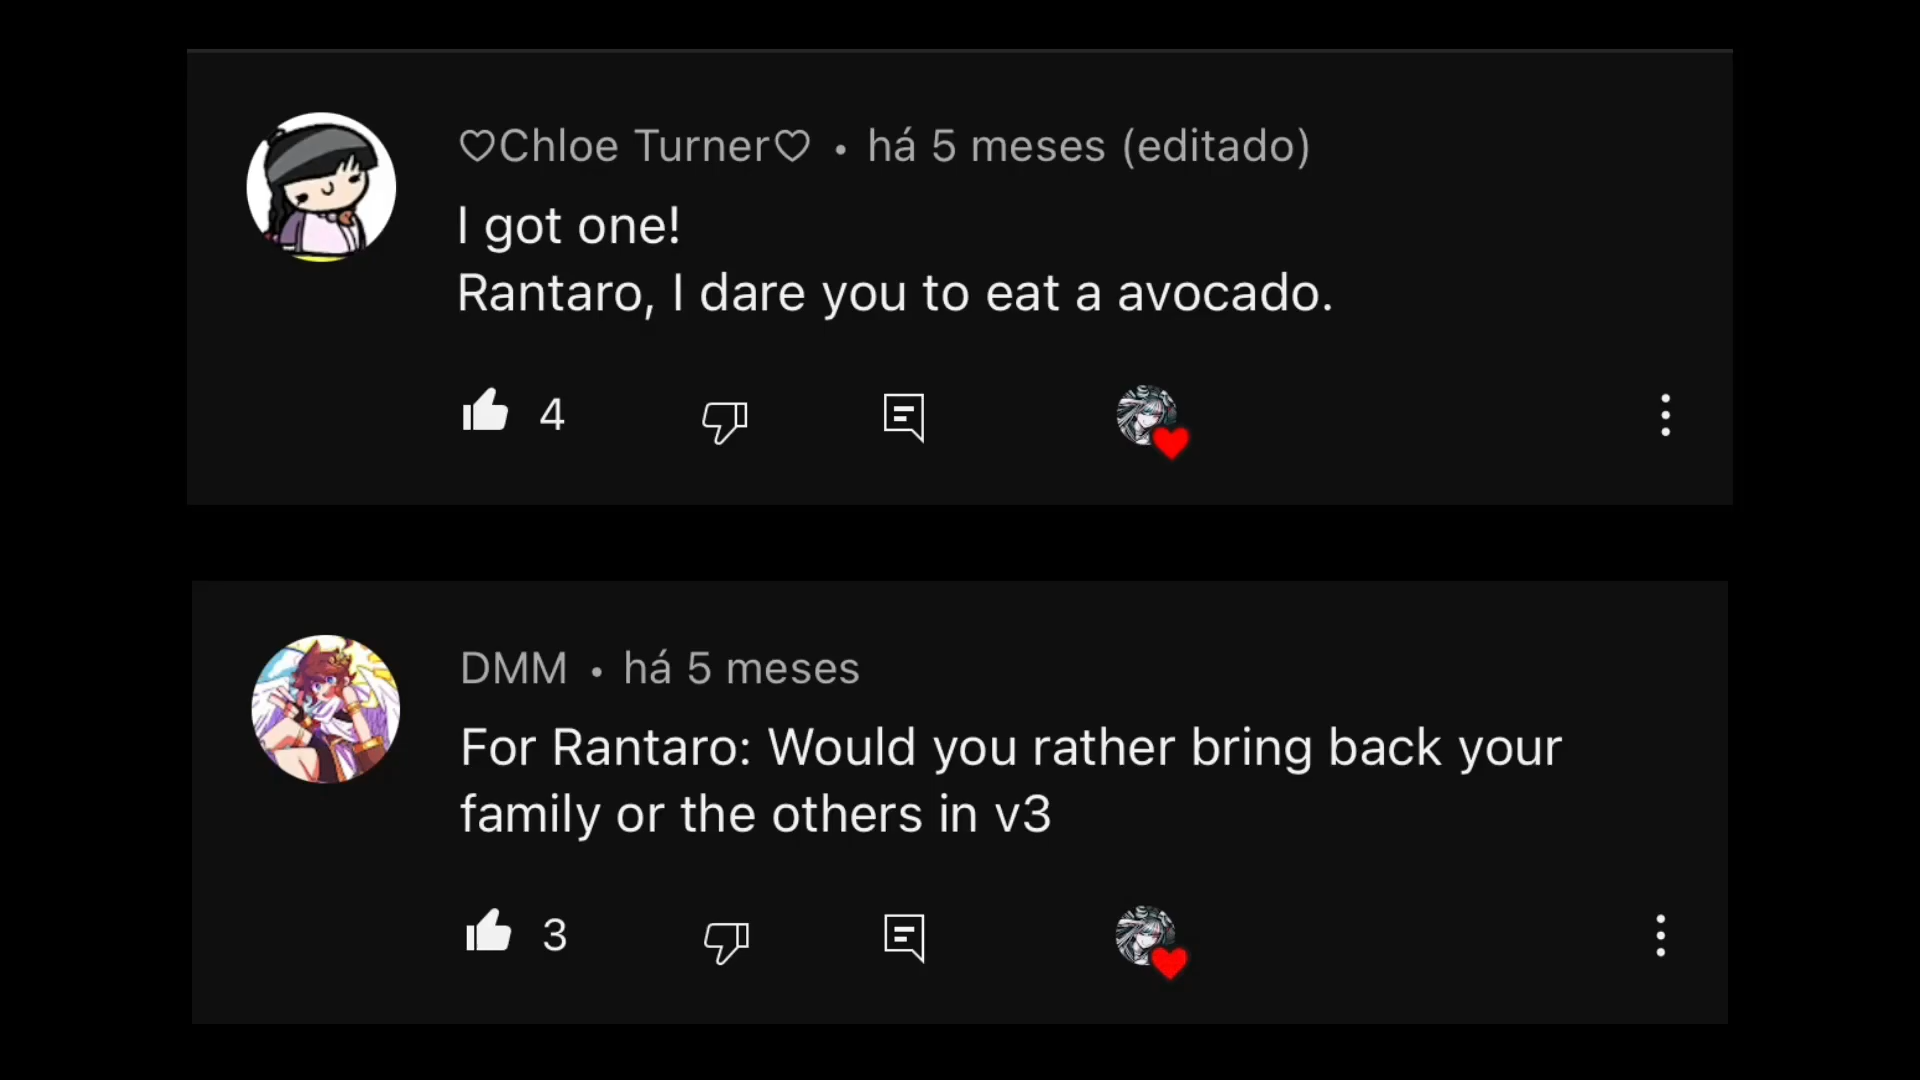 ♡Chloe Turner♡ • há 5 meses (editado)
I got one!
Rantaro, I dare you to eat a avocado.
4
DMM • há 5 meses
For Rantaro: Would you rather bring back your
family or the others in v3
3